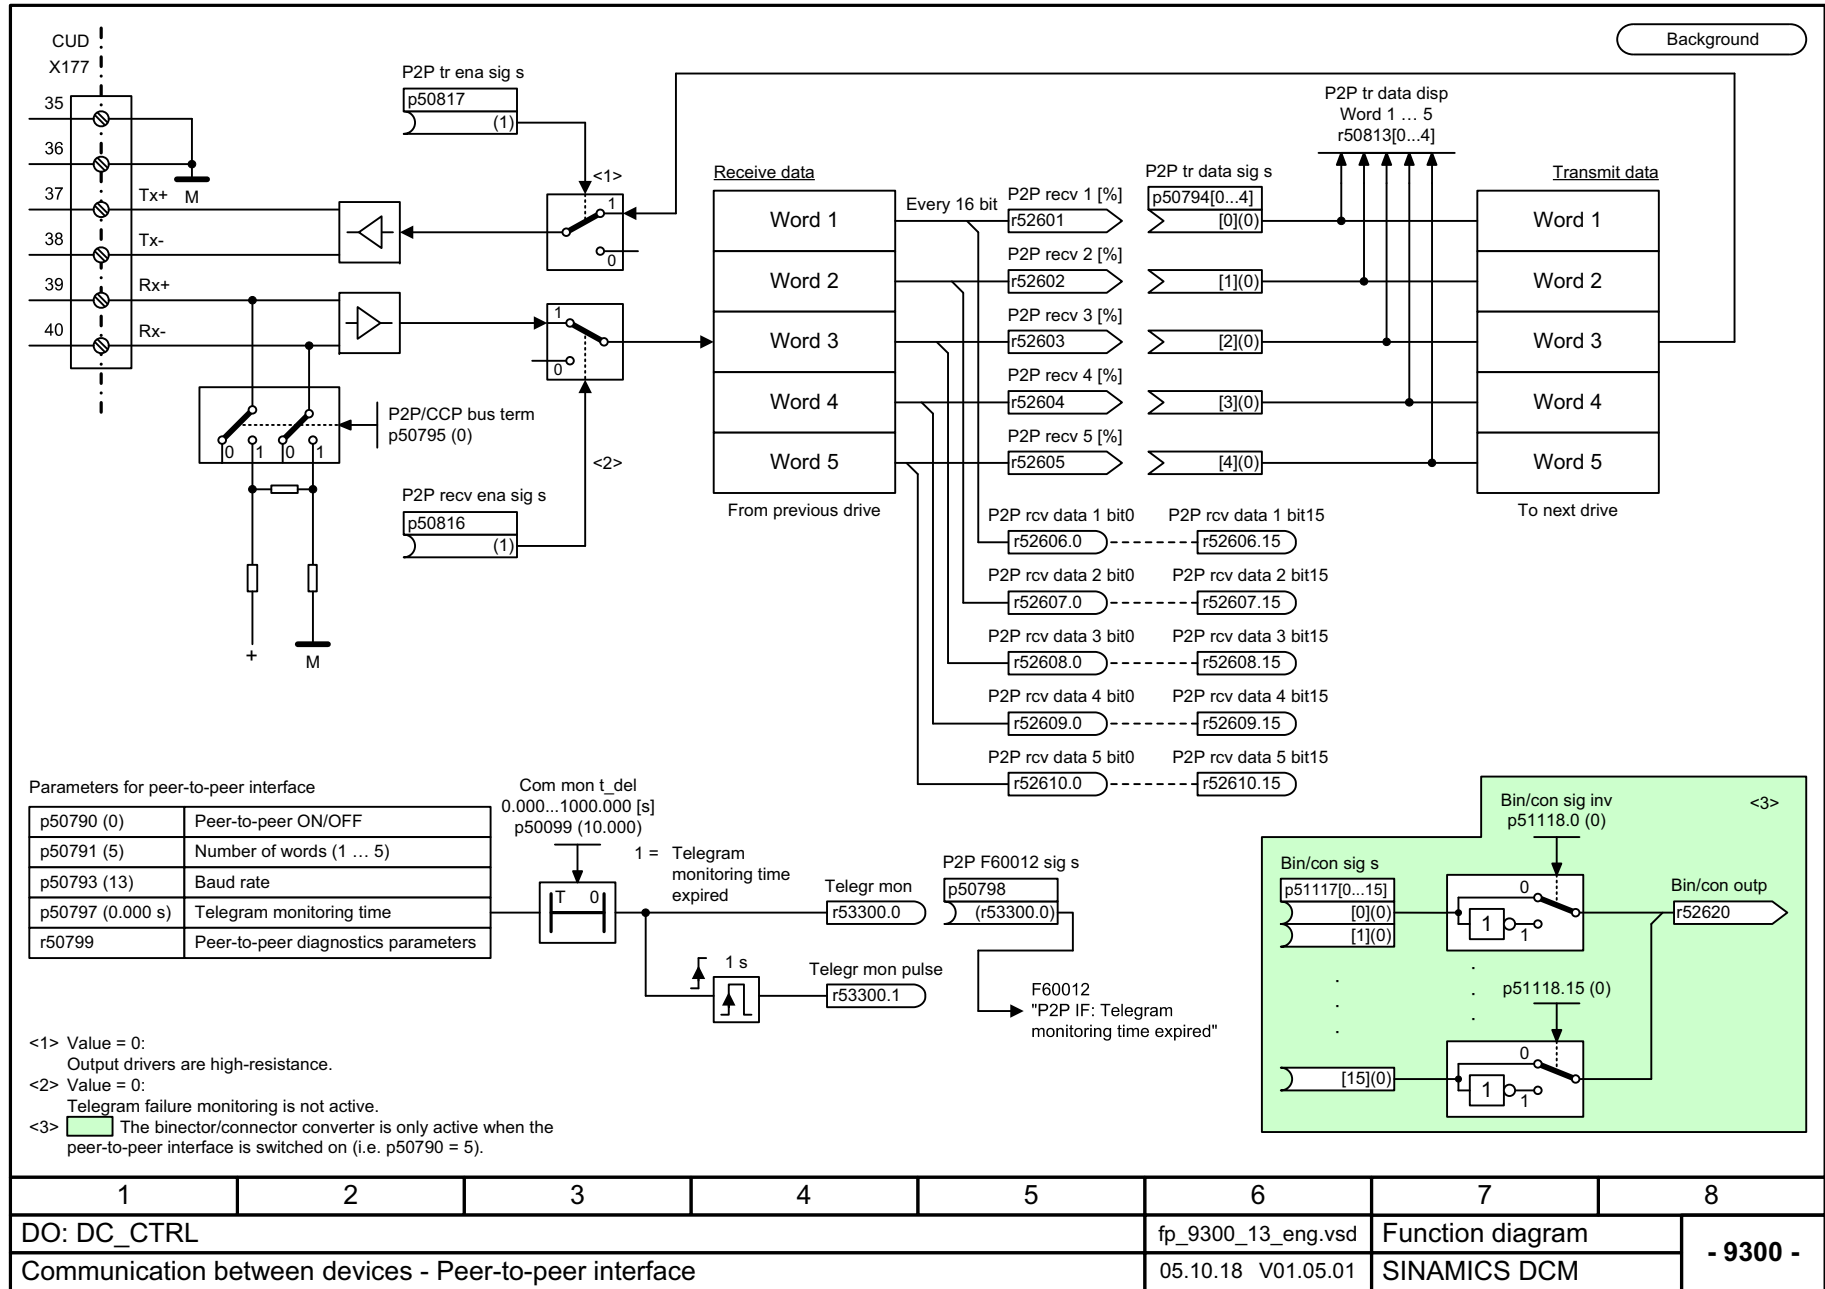 Background
CUD
X177
35
36
37
38
39
40
Tx+
M
Tx-
Rx+
Rx-
P2P tr ena sig s
p50817
(1)
<1>
1
0
1
0
<2>
P2P recv ena sig s
p50816
(1)
P2P/CCP bus term
p50795 (0)
0
1
0
1
+
M
Receive data
Word 1
Word 2
Word 3
Word 4
Word 5
From previous drive
Every 16 bit
P2P recv 1 [%]
r52601
P2P recv 2 [%]
r52602
P2P recv 3 [%]
r52603
P2P recv 4 [%]
r52604
P2P recv 5 [%]
r52605
P2P tr data sig s
p50794[0...4]
[0](0)
[1](0)
[2](0)
[3](0)
[4](0)
P2P tr data disp
Word 1 … 5
r50813[0...4]
Transmit data
Word 1
Word 2
Word 3
Word 4
Word 5
To next drive
P2P rcv data 1 bit0
P2P rcv data 1 bit15
r52606.0
r52606.15
P2P rcv data 2 bit0
P2P rcv data 2 bit15
r52607.0
r52607.15
P2P rcv data 3 bit0
P2P rcv data 3 bit15
r52608.0
r52608.15
P2P rcv data 4 bit0
P2P rcv data 4 bit15
r52609.0
r52609.15
P2P rcv data 5 bit0
P2P rcv data 5 bit15
r52610.0
r52610.15
Parameters for peer-to-peer interface
p50790 (0) Peer-to-peer ON/OFF
p50791 (5) Number of words (1 … 5)
p50793 (13) Baud rate
p50797 (0.000 s) Telegram monitoring time
r50799 Peer-to-peer diagnostics parameters
Com mon t_del
0.000...1000.000 [s]
p50099 (10.000)
T 0
1 = Telegram
monitoring time
expired
Telegr mon
r53300.0
1 s
Telegr mon pulse
r53300.1
P2P F60012 sig s
p50798
(r53300.0)
F60012
"P2P IF: Telegram
monitoring time expired"
Bin/con sig inv
p51118.0 (0)
<3>
Bin/con sig s
p51117[0...15]
[0](0)
[1](0)
0
1
1
Bin/con outp
r52620
p51118.15 (0)
[15](0)
0
1
1
<1> Value = 0:
Output drivers are high-resistance.
<2> Value = 0:
Telegram failure monitoring is not active.
<3> The binector/connector converter is only active when the
peer-to-peer interface is switched on (i.e. p50790 = 5).
1 2 3 4 5 6 7 8
DO: DC_CTRL
fp_9300_13_eng.vsd
Function diagram
- 9300 -
Communication between devices - Peer-to-peer interface
05.10.18 V01.05.01
SINAMICS DCM